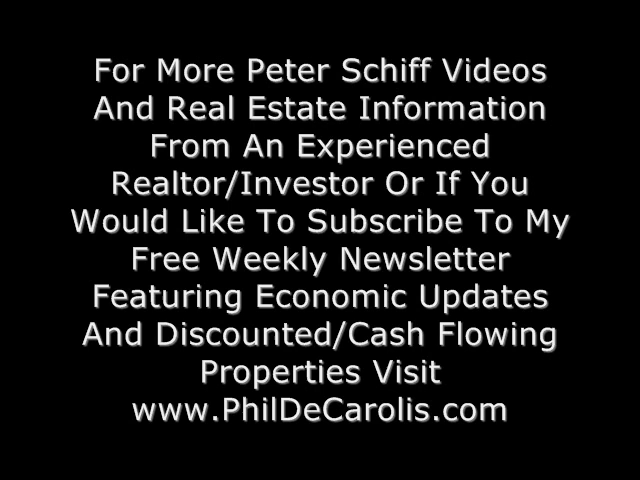 For More Peter Schiff Videos
And Real Estate Information
From An Experienced
Realtor/Investor Or If You
Would Like To Subscribe To My
Free Weekly Newsletter
Featuring Economic Updates
And Discounted/Cash Flowing
Properties Visit
www.PhilDeCarolis.com